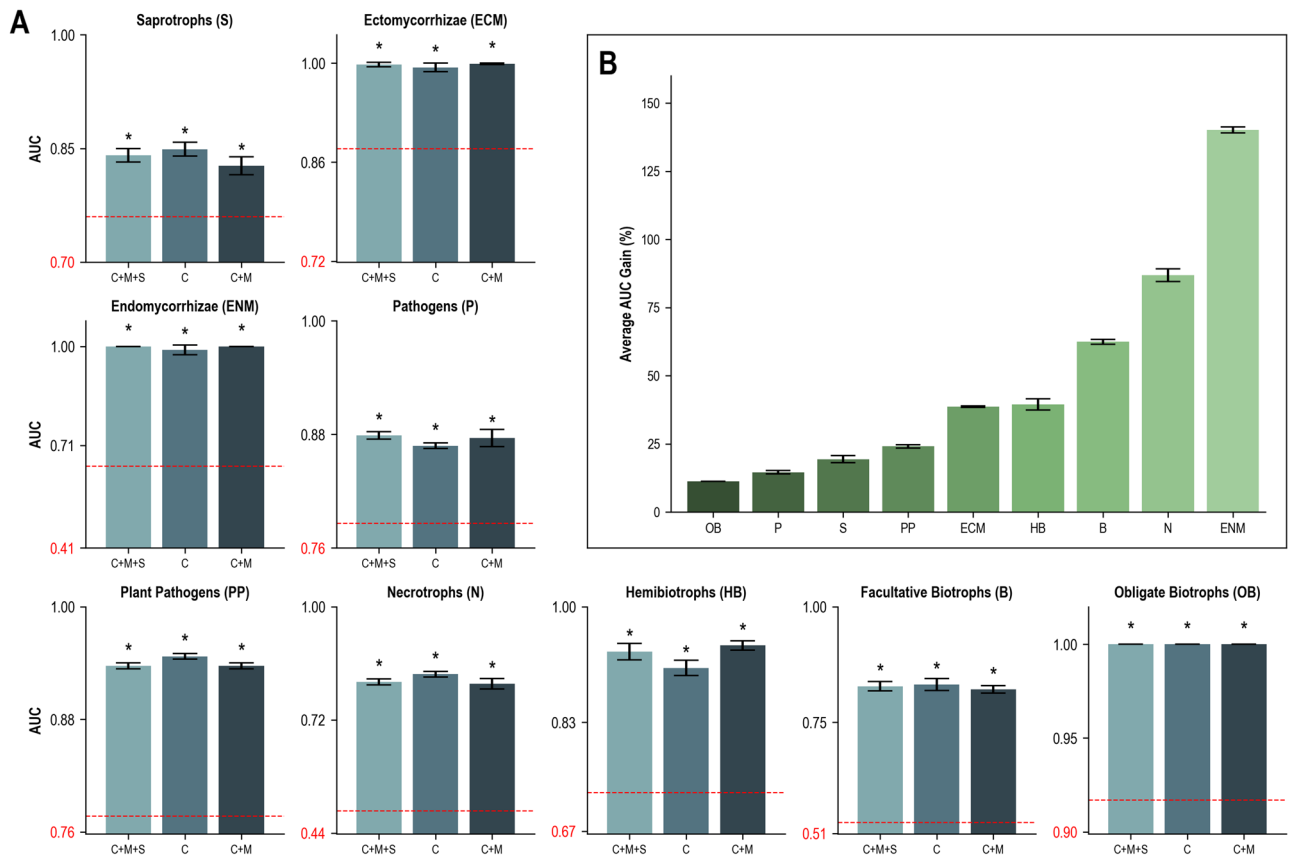 A
Saprotrophs (S)
AUC
1.00
0.85
0.70
* * *
C+M+S C C+M
Ectomycorrhizae (ECM)
1.00
0.86
0.72
* * *
C+M+S C C+M
Endomycorrhizae (ENM)
AUC
1.00
0.71
0.41
* * *
C+M+S C C+M
Pathogens (P)
1.00
0.88
0.76
* * *
C+M+S C C+M
B
Average AUC Gain (%)
150
125
100
75
50
25
0
OB P S PP ECM HB B N ENM
Plant Pathogens (PP)
AUC
1.00
0.88
0.76
* * *
C+M+S C C+M
Necrotrophs (N)
1.00
0.72
0.44
* * *
C+M+S C C+M
Hemibiotrophs (HB)
1.00
0.83
0.67
* * *
C+M+S C C+M
Facultative Biotrophs (B)
1.00
0.75
0.51
* * *
C+M+S C C+M
Obligate Biotrophs (OB)
1.00
0.95
0.90
* * *
C+M+S C C+M